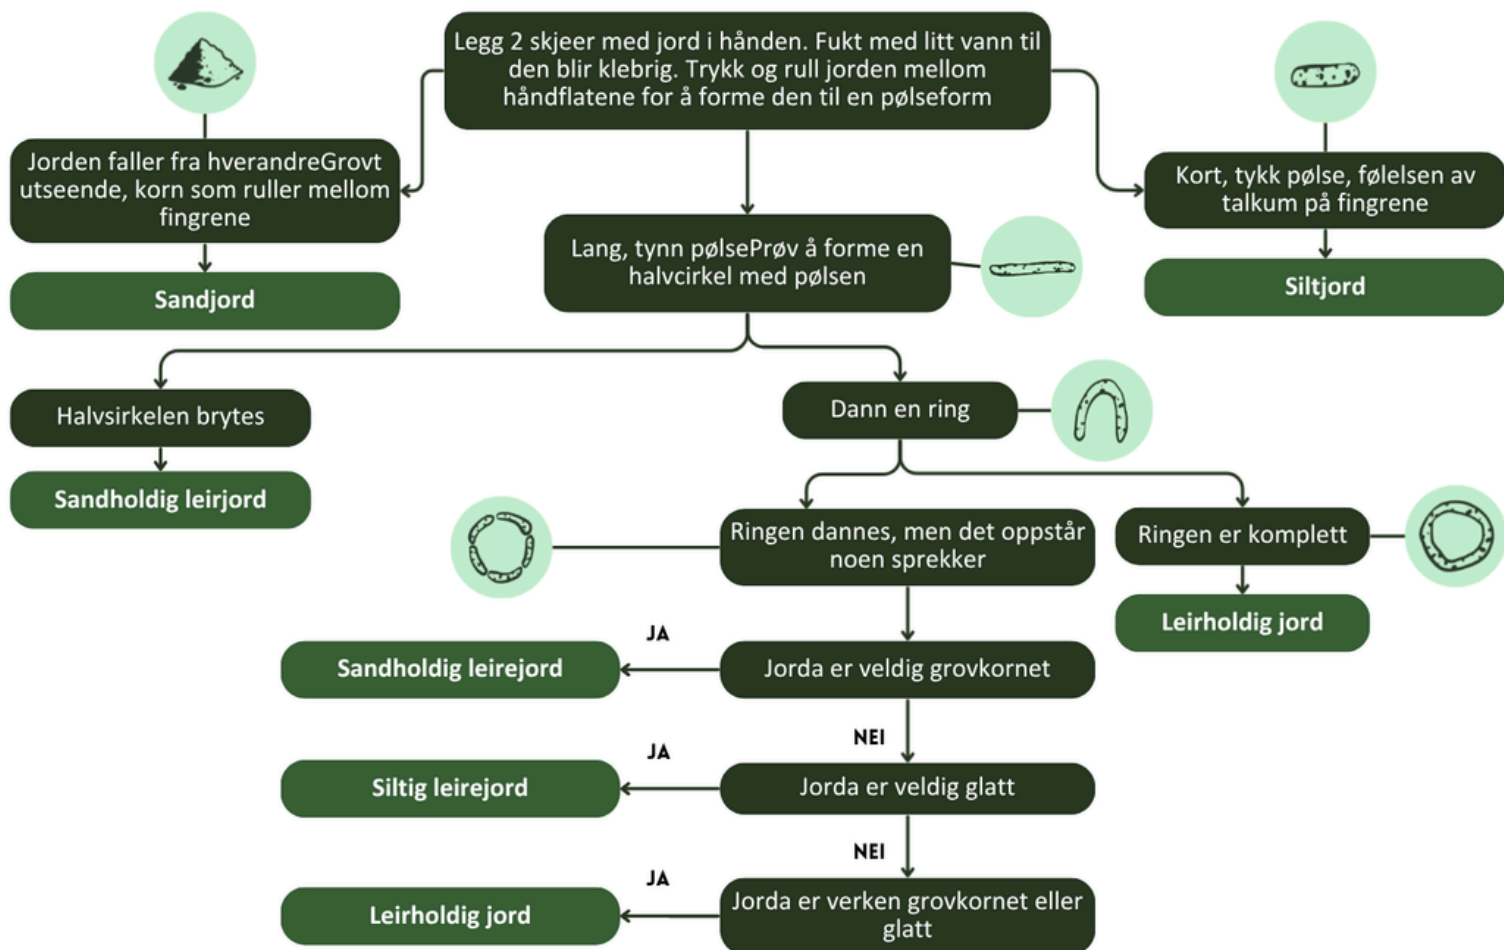 Legg 2 skjeer med jord i hånden. Fukt med litt vann til
den blir klebrig. Trykk og rull jorden mellom
håndflatene for å forme den til en pølseform
Jorden faller fra hverandreGrovt
utseende, korn som ruller mellom
fingrene
Sandjord
Kort, tykk pølse, følelsen av
talkum på fingrene
Siltjord
Lang, tynn pølsePrøv å forme en
halvcirkel med pølsen
Halvsirkelen brytes
Sandholdig leirjord
Dann en ring
Ringen dannes, men det oppstår
noen sprekker
Ringen er komplett
Leirholdig jord
Jorda er veldig grovkornet
JA
Sandholdig leirejord
NEI
Jorda er veldig glatt
JA
Siltig leirejord
NEI
Jorda er verken grovkornet eller
glatt
JA
Leirholdig jord